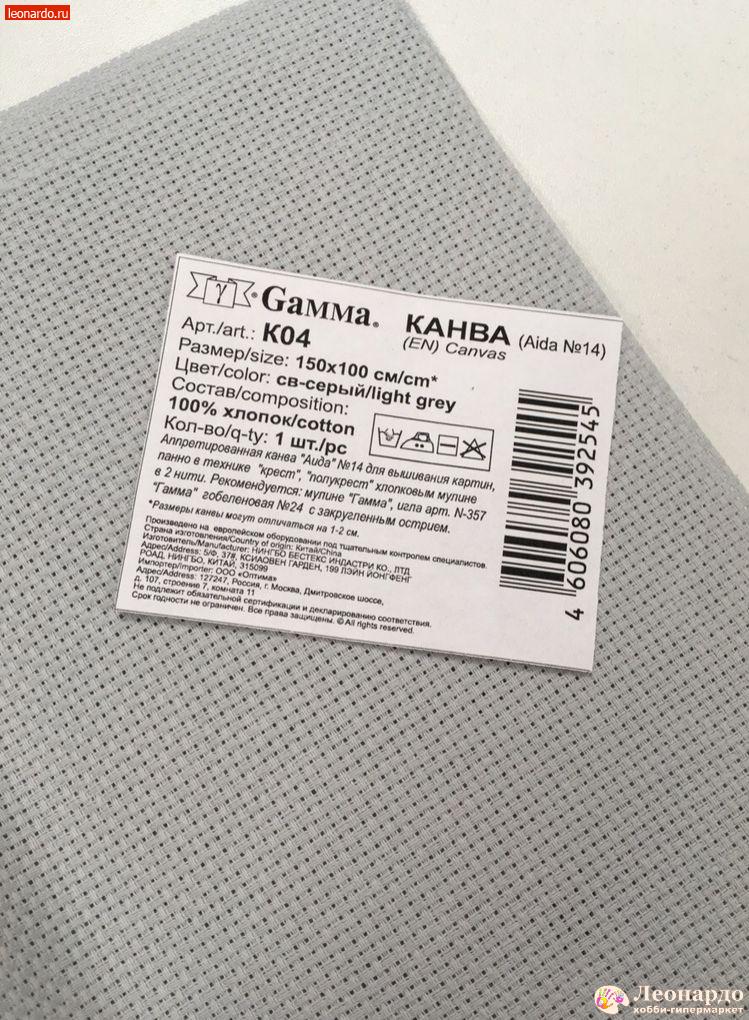 leonardo.ru
γ® Gamma®
КАНВА (Aida №14)
(EN) Canvas
Арт./art.: K04
Размер/size: 150x100 см/cm*
Цвет/color: св-серый/light grey
Состав/composition:
100% хлопок/cotton
Кол-во/q-ty: 1 шт./pc
Аппретированная канва "Аида" №14 для вышивания картин,
панно в технике "крест", "полукрест" хлопковым мулине
в 2 нити. Рекомендуется: мулине "Гамма", игла арт. N-357
"Гамма" гобеленовая №24 с закругленным острием.
*Размеры канвы могут отличаться на 1-2 см.
Произведено на европейском оборудовании под тщательным контролем специалистов.
Страна изготовления/Country of origin: Китай/China
Изготовитель/Manufacturer: НИНГБО БЕСТЕКС ИНДАСТРИ КО., ЛТД
Адрес/Address: 5/Ф, 37#, КСИАОВЕН ГАРДЕН, 199 ЛЭЙН ЙОНГФЕНГ
РОАД, НИНГБО, КИТАЙ, 315099
Импортер/Importer: ООО «Оптима»
Адрес/Address: 127247, Россия, г. Москва, Дмитровское шоссе,
д. 107, строение 7, комната 11
Не подлежит обязательной сертификации и декларированию соответствия.
Срок годности не ограничен. Все права защищены. ©All rights reserved.
4 606080 392545
Леонардо
хобби-гипермаркет